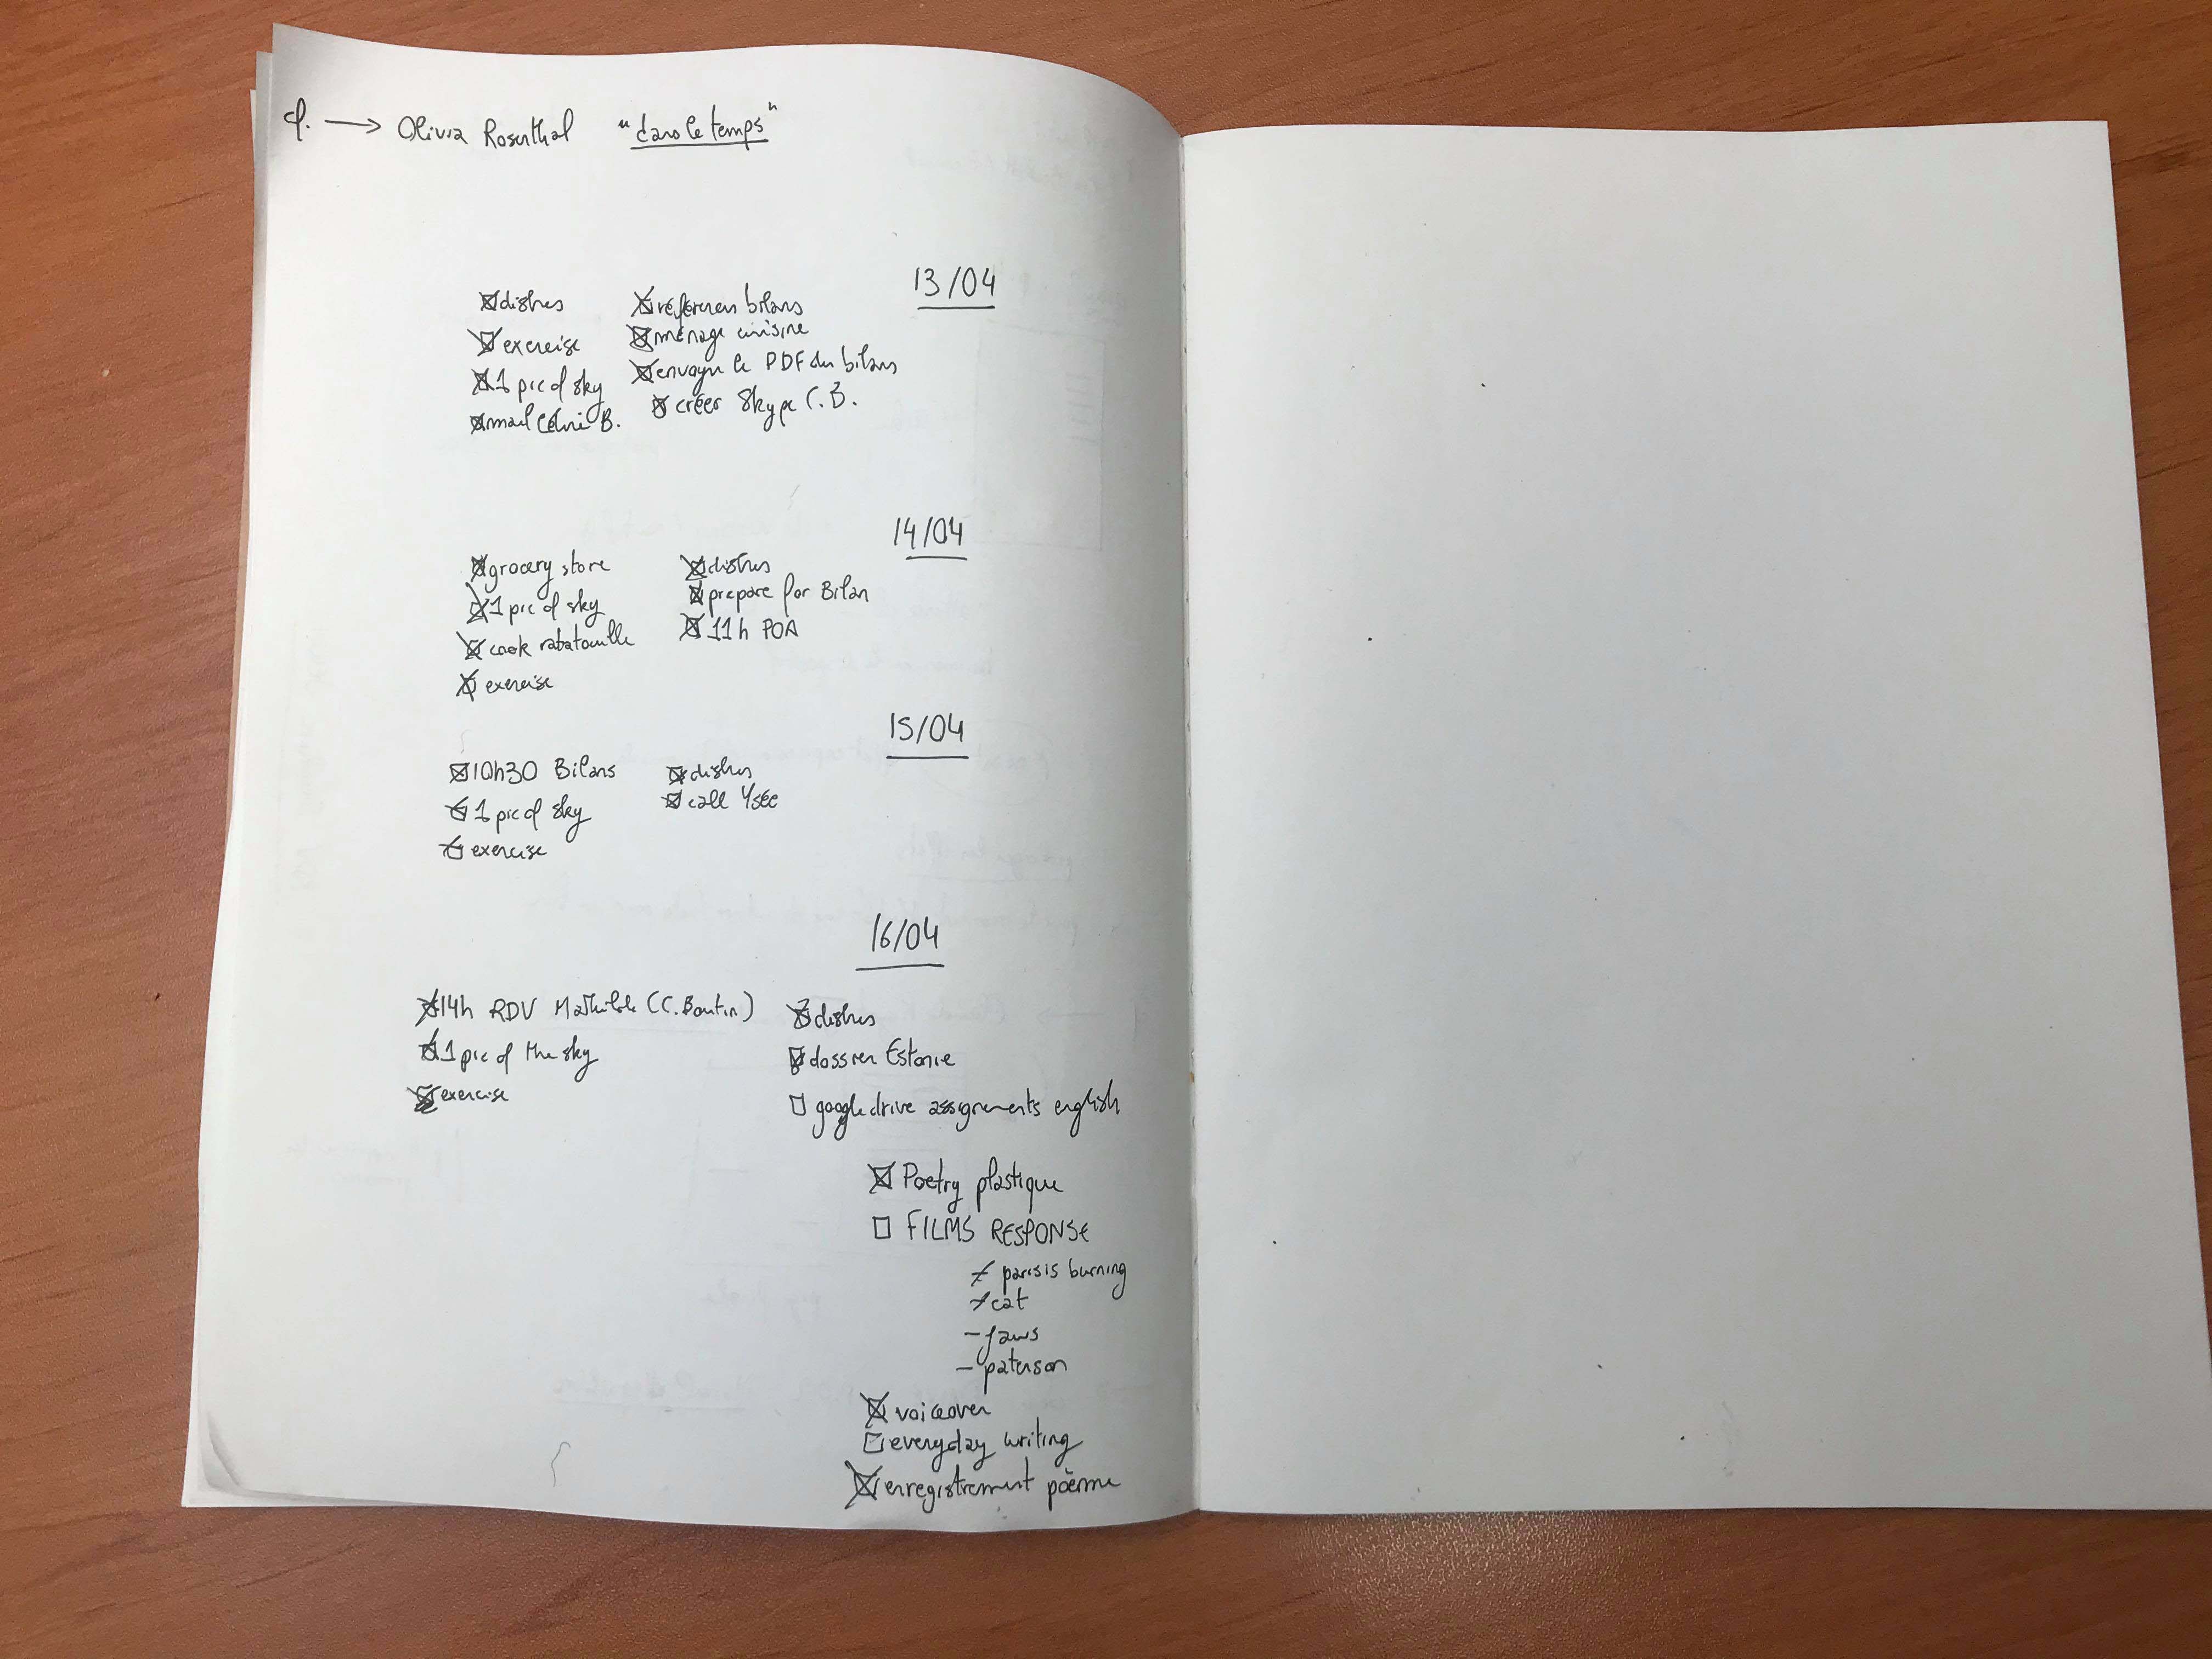 cf. → Olivia Rosenthal "dans le temps"
13/04
dishes
exercise
1 pic of sky
mail Céline B.
référencer bilans
ménage cuisine
envoyer le PDF du bilans
créer Skype C.B.
14/04
grocery store
1 pic of sky
cook ratatouille
exercise
dishes
prepare for Bilan
11h POA
15/04
10h30 Bilans
1 pic of sky
exercise
dishes
call Ysée
16/04
14h RDV Mathilde (C. Boutin)
1 pic of the sky
exercise
dishes
dossier Estonie
google drive assignments english
Poetry plastique
FILMS RESPONSE
paris is burning
cat
- jaws
- paterson
voiceover
everyday writing
enregistrement poème